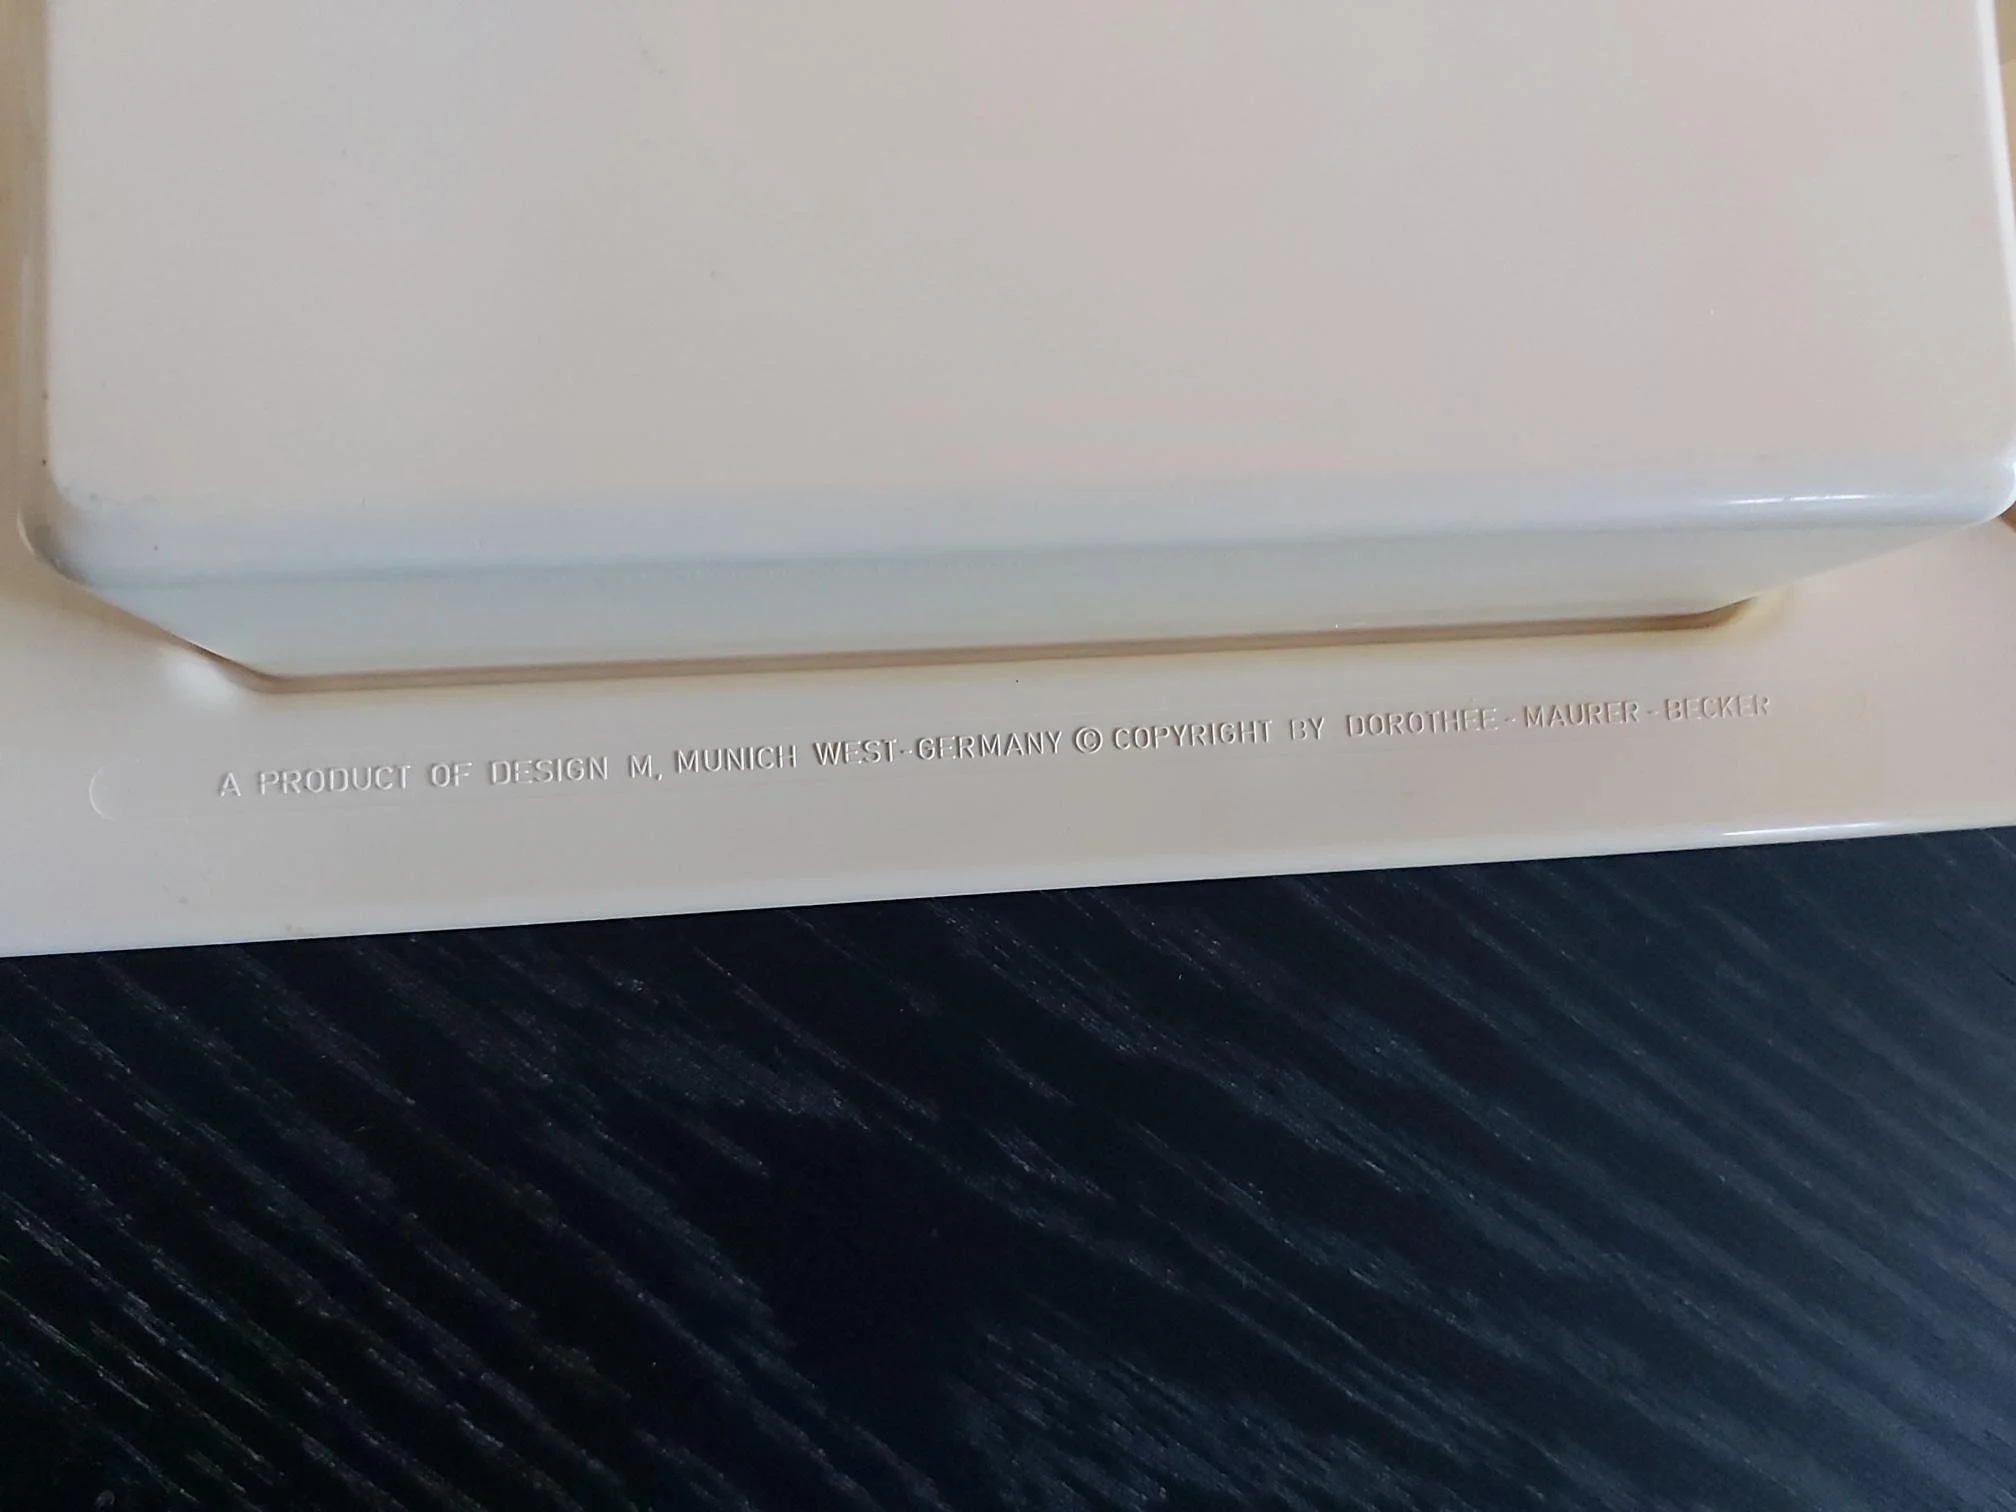 A PRODUCT OF DESIGN M, MUNICH WEST-GERMANY © COPYRIGHT BY DOROTHEE-MAURER-BECKER